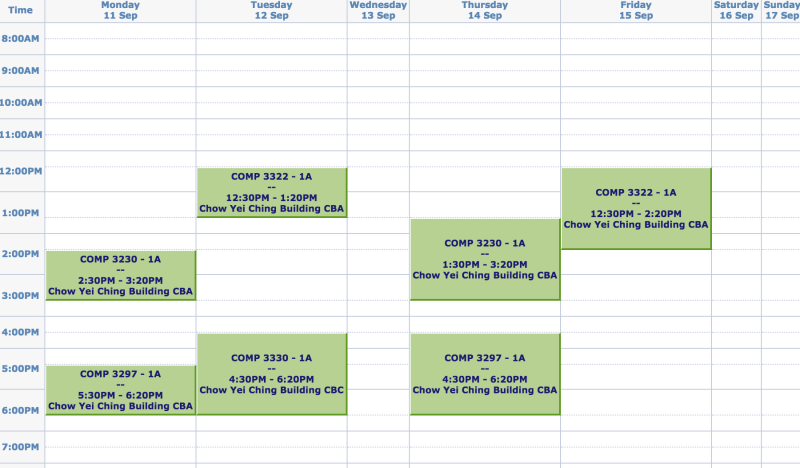 Time
Monday
11 Sep
Tuesday
12 Sep
Wednesday
13 Sep
Thursday
14 Sep
Friday
15 Sep
Saturday
16 Sep
Sunday
17 Sep
8:00AM
9:00AM
10:00AM
11:00AM
12:00PM
COMP 3322 - 1A
--
12:30PM - 1:20PM
Chow Yei Ching Building CBA
COMP 3322 - 1A
--
12:30PM - 2:20PM
Chow Yei Ching Building CBA
1:00PM
COMP 3230 - 1A
--
1:30PM - 3:20PM
Chow Yei Ching Building CBA
2:00PM
COMP 3230 - 1A
--
2:30PM - 3:20PM
Chow Yei Ching Building CBA
3:00PM
4:00PM
COMP 3330 - 1A
--
4:30PM - 6:20PM
Chow Yei Ching Building CBC
COMP 3297 - 1A
--
4:30PM - 6:20PM
Chow Yei Ching Building CBA
5:00PM
COMP 3297 - 1A
--
5:30PM - 6:20PM
Chow Yei Ching Building CBA
6:00PM
7:00PM